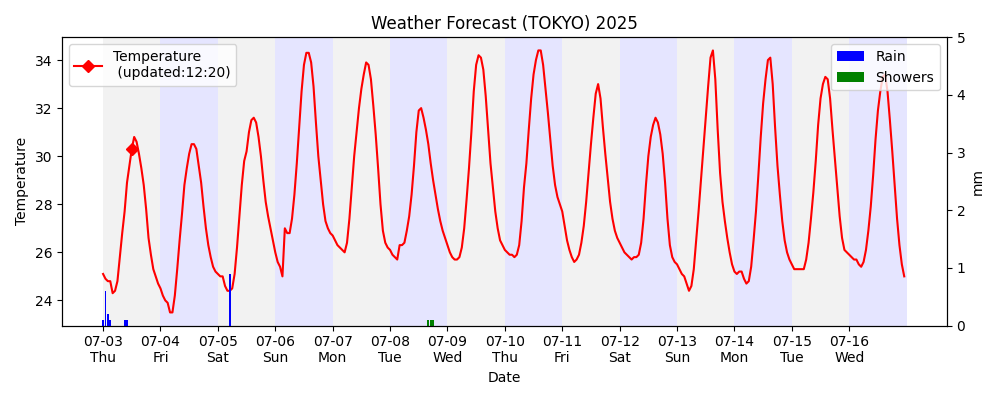 Weather Forecast (TOKYO) 2025
Temperature
(updated:12:20)
Rain
Showers
Temperature
34
32
30
28
26
24
5
4
3
2
1
0
mm
07-03 07-04 07-05 07-06 07-07 07-08 07-09 07-10 07-11 07-12 07-13 07-14 07-15 07-16
Thu Fri Sat Sun Mon Tue Wed Thu Fri Sat Sun Mon Tue Wed
Date